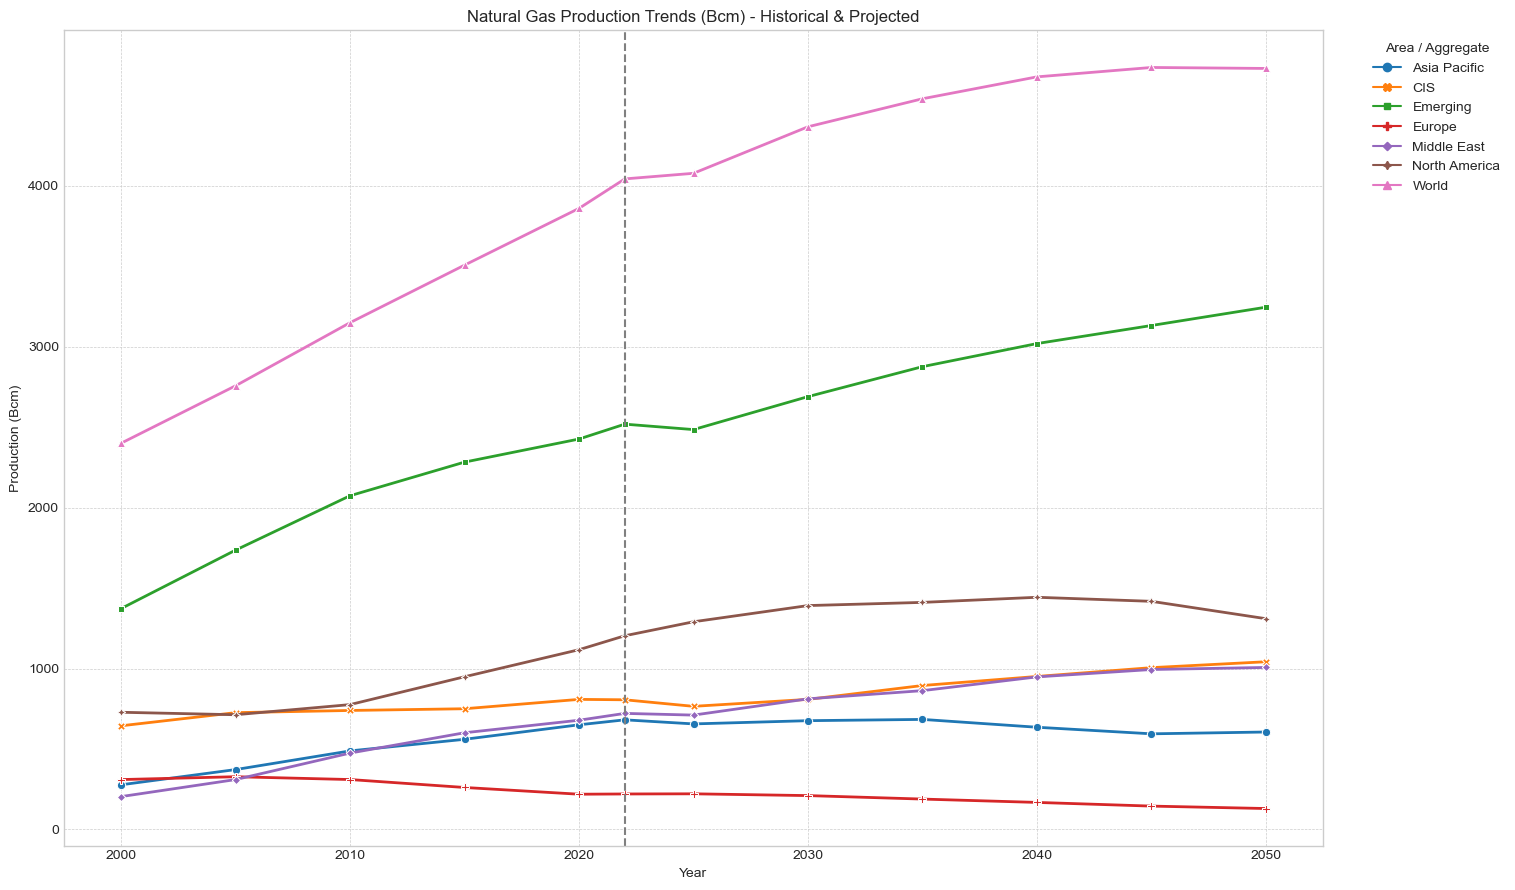 Natural Gas Production Trends (Bcm) - Historical & Projected
Area / Aggregate
Asia Pacific
CIS
Emerging
Europe
Middle East
North America
World
Production (Bcm)
4000
3000
2000
1000
0
2000 2010 2020 2030 2040 2050
Year